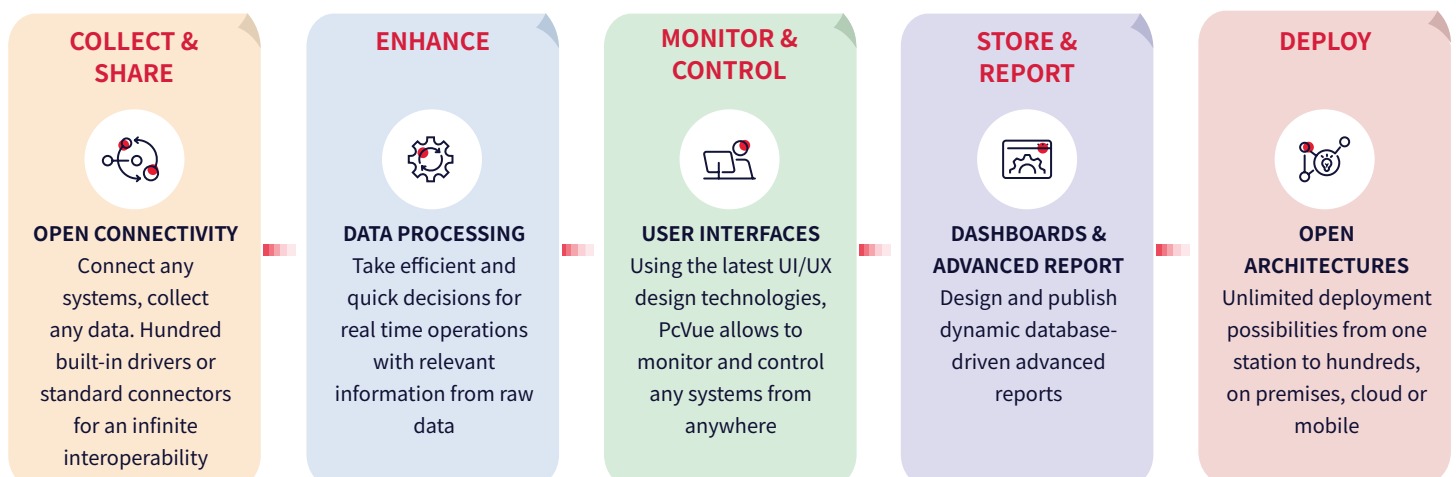 COLLECT &
SHARE
OPEN CONNECTIVITY
Connect any
systems, collect
any data. Hundred
built-in drivers or
standard connectors
for an infinite
interoperability
ENHANCE
DATA PROCESSING
Take efficient and
quick decisions for
real time operations
with relevant
information from raw
data
MONITOR &
CONTROL
USER INTERFACES
Using the latest UI/UX
design technologies,
PcVue allows to
monitor and control
any systems from
anywhere
STORE &
REPORT
DASHBOARDS &
ADVANCED REPORT
Design and publish
dynamic database-
driven advanced
reports
DEPLOY
OPEN
ARCHITECTURES
Unlimited deployment
possibilities from one
station to hundreds,
on premises, cloud or
mobile